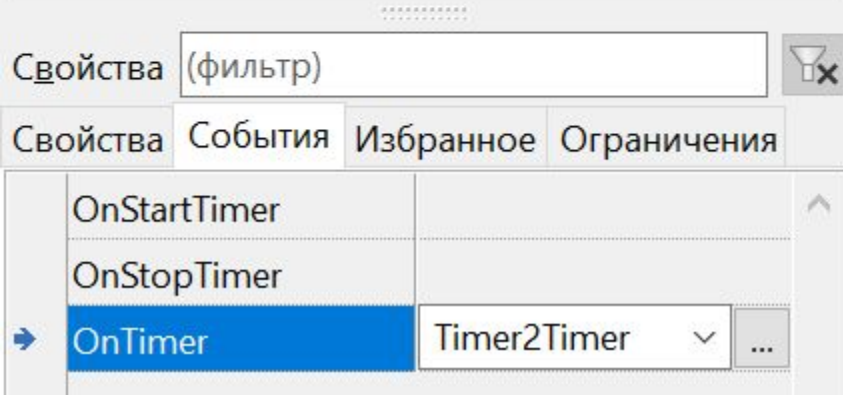 Свойства (фильтр)
Свойства События Избранное Ограничения
OnStartTimer
OnStopTimer
OnTimer Timer2Timer ...